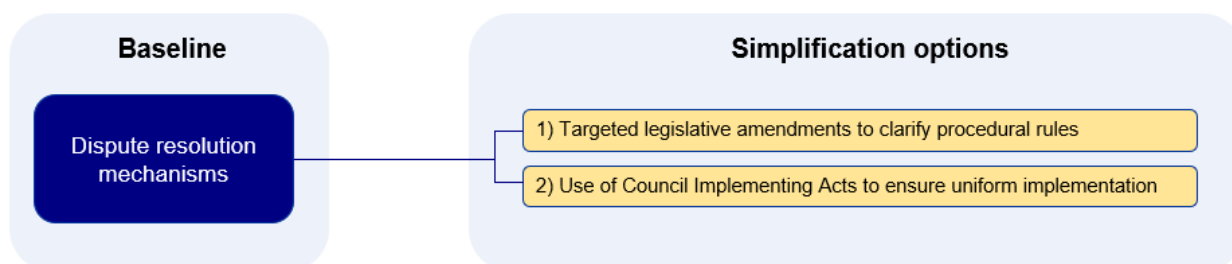 Baseline
Simplification options
Dispute resolution
mechanisms
1) Targeted legislative amendments to clarify procedural rules
2) Use of Council Implementing Acts to ensure uniform implementation